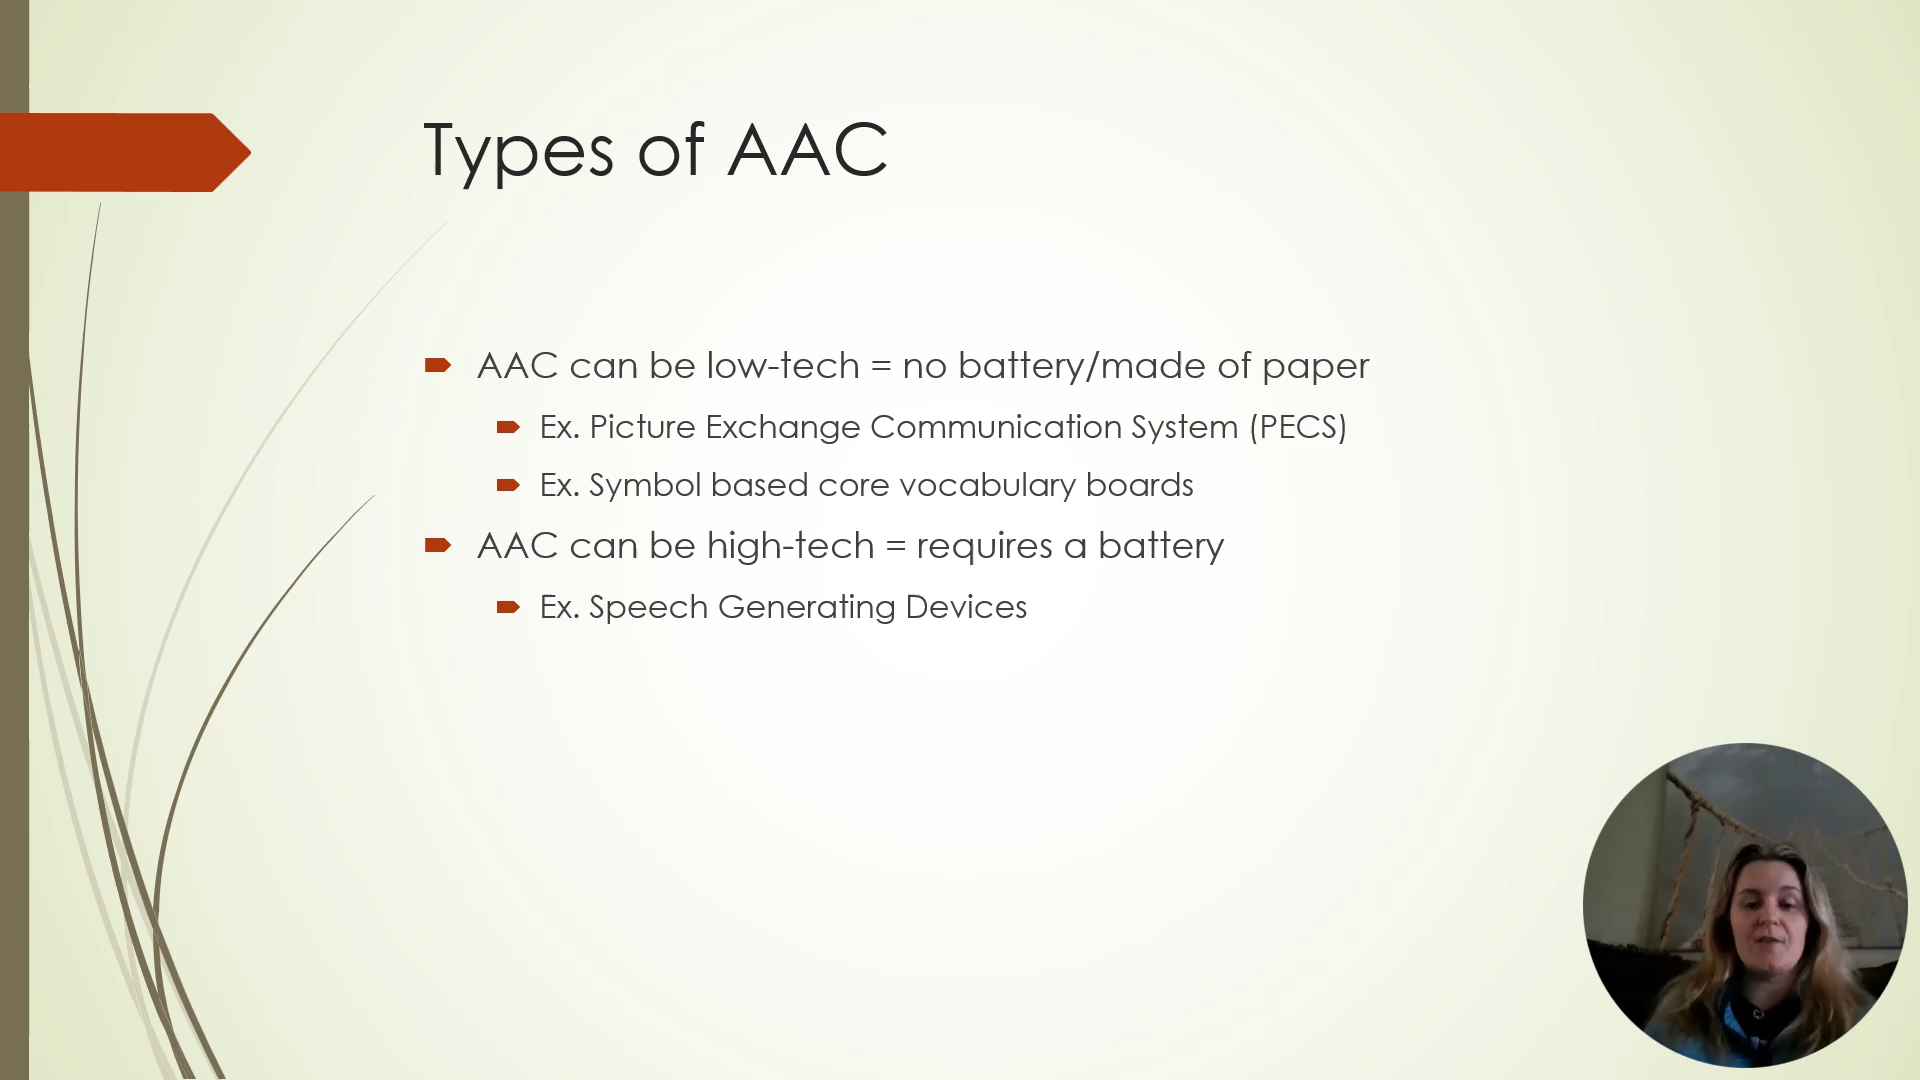 Types of AAC
AAC can be low-tech = no battery/made of paper
Ex. Picture Exchange Communication System (PECS)
Ex. Symbol based core vocabulary boards
AAC can be high-tech = requires a battery
Ex. Speech Generating Devices